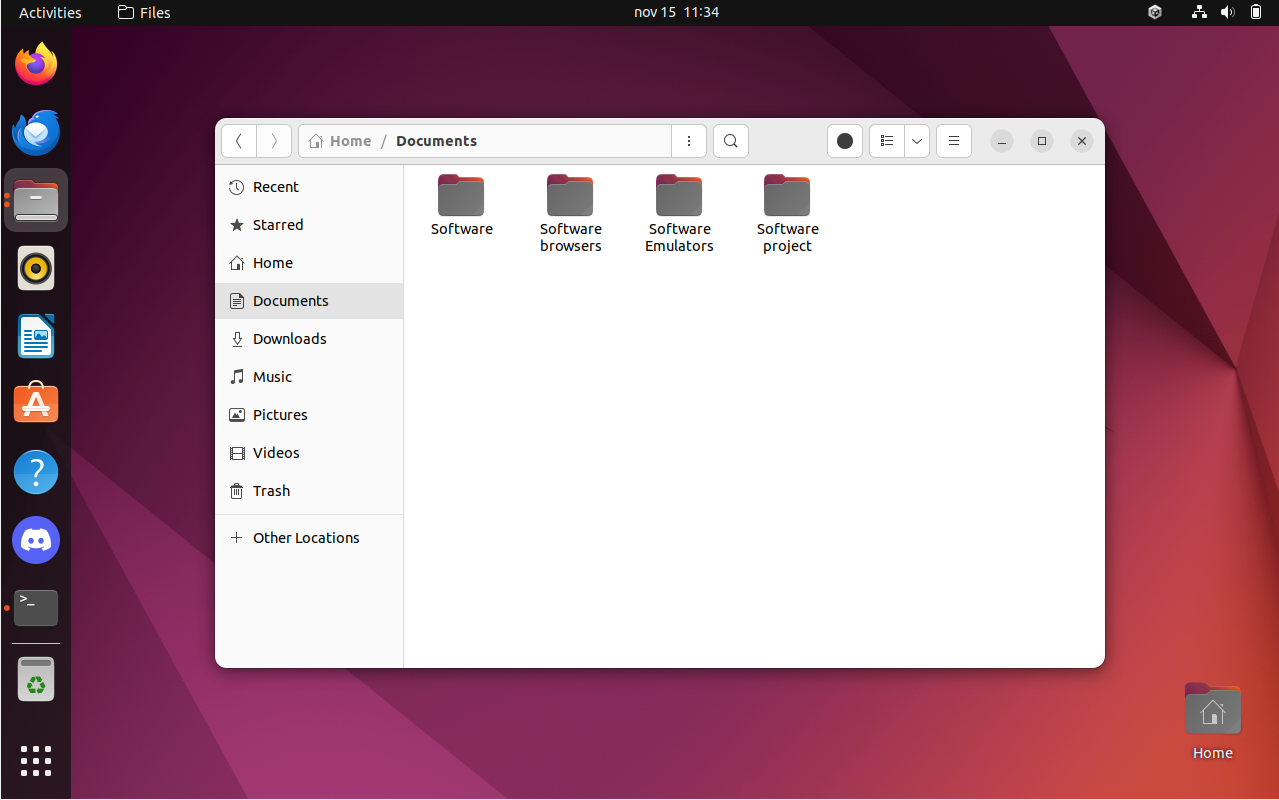 Activities
Files
nov 15 11:34
Home / Documents
Recent
Starred
Home
Documents
Downloads
Music
Pictures
Videos
Trash
Other Locations
Software
Software
browsers
Software
Emulators
Software
project
>_
Home